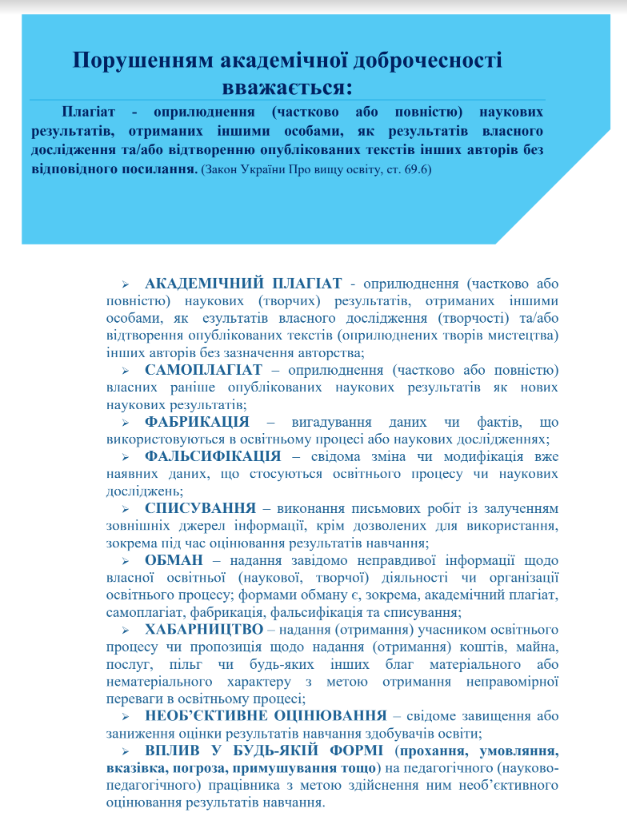 Порушенням академічної доброчесності
вважається:
Плагіат - оприлюднення (частково або повністю) наукових
результатів, отриманих іншими особами, як результатів власного
дослідження та/або відтворенню опублікованих текстів інших авторів без
відповідного посилання. (Закон України Про вищу освіту, ст. 69.6)
➢ АКАДЕМІЧНИЙ ПЛАГІАТ - оприлюднення (частково або
повністю) наукових (творчих) результатів, отриманих іншими
особами, як езультатів власного дослідження (творчості) та/або
відтворення опублікованих текстів (оприлюднених творів мистецтва)
інших авторів без зазначення авторства;
➢ САМОПЛАГІАТ – оприлюднення (частково або повністю)
власних раніше опублікованих наукових результатів як нових
наукових результатів;
➢ ФАБРИКАЦІЯ – вигадування даних чи фактів, що
використовуються в освітньому процесі або наукових дослідженнях;
➢ ФАЛЬСИФІКАЦІЯ – свідома зміна чи модифікація вже
наявних даних, що стосуються освітнього процесу чи наукових
досліджень;
➢ СПИСУВАННЯ – виконання письмових робіт із залученням
зовнішніх джерел інформації, крім дозволених для використання,
зокрема під час оцінювання результатів навчання;
➢ ОБМАН – надання завідомо неправдивої інформації щодо
власної освітньої (наукової, творчої) діяльності чи організації
освітнього процесу; формами обману є, зокрема, академічний плагіат,
самоплагіат, фабрикація, фальсифікація та списування;
➢ ХАБАРНИЦТВО – надання (отримання) учасником освітнього
процесу чи пропозиція щодо надання (отримання) коштів, майна,
послуг, пільг чи будь-яких інших благ матеріального або
нематеріального характеру з метою отримання неправомірної
переваги в освітньому процесі;
➢ НЕОБ’ЄКТИВНЕ ОЦІНЮВАННЯ – свідоме завищення або
заниження оцінки результатів навчання здобувачів освіти;
➢ ВПЛИВ У БУДЬ-ЯКІЙ ФОРМІ (прохання, умовляння,
вказівка, погроза, примушування тощо) на педагогічного (науково-
педагогічного) працівника з метою здійснення ним необ’єктивного
оцінювання результатів навчання.